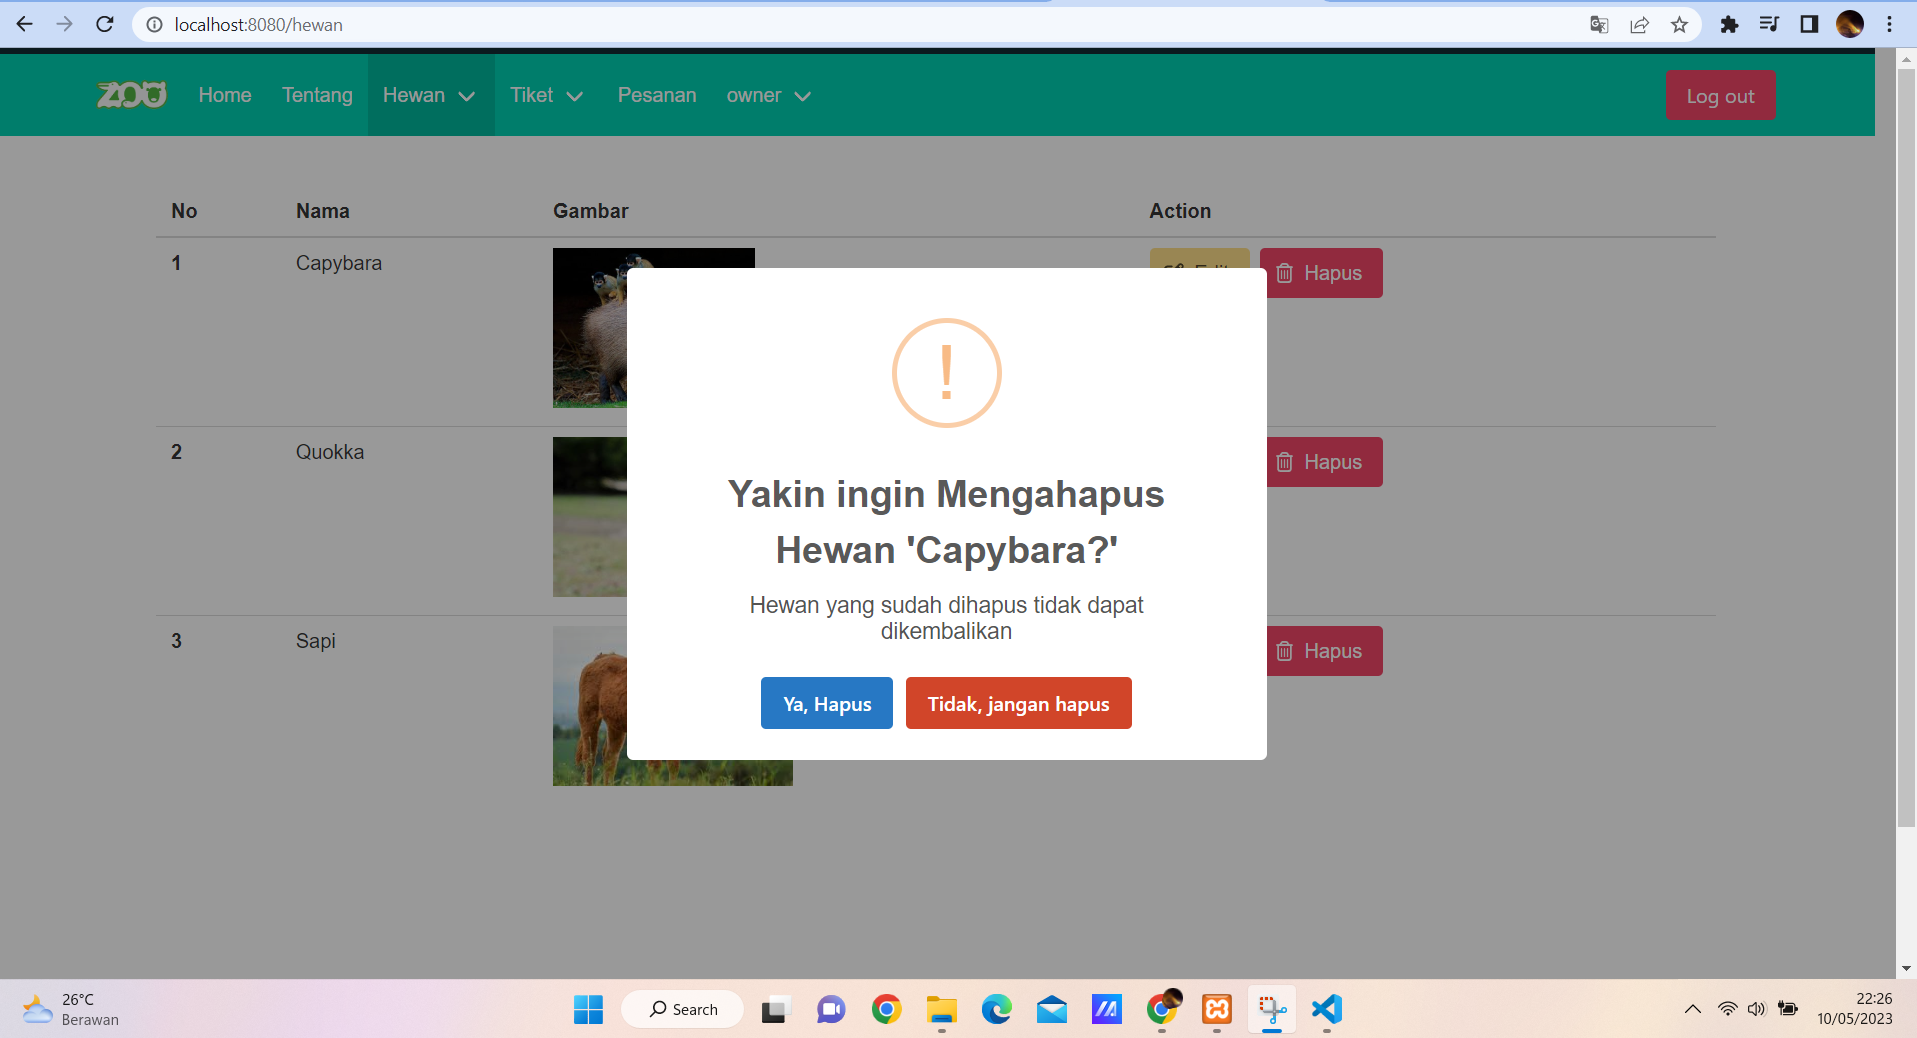 localhost:8080/hewan
ZOO Home Tentang Hewan Tiket Pesanan owner Log out
No Nama Gambar Action
1 Capybara Edit Hapus
Yakin ingin Mengahapus
Hewan 'Capybara?'
Hewan yang sudah dihapus tidak dapat
dikembalikan
Ya, Hapus Tidak, jangan hapus
2 Quokka Hapus
3 Sapi Hapus
26°C
Berawan
Search
22:26
10/05/2023